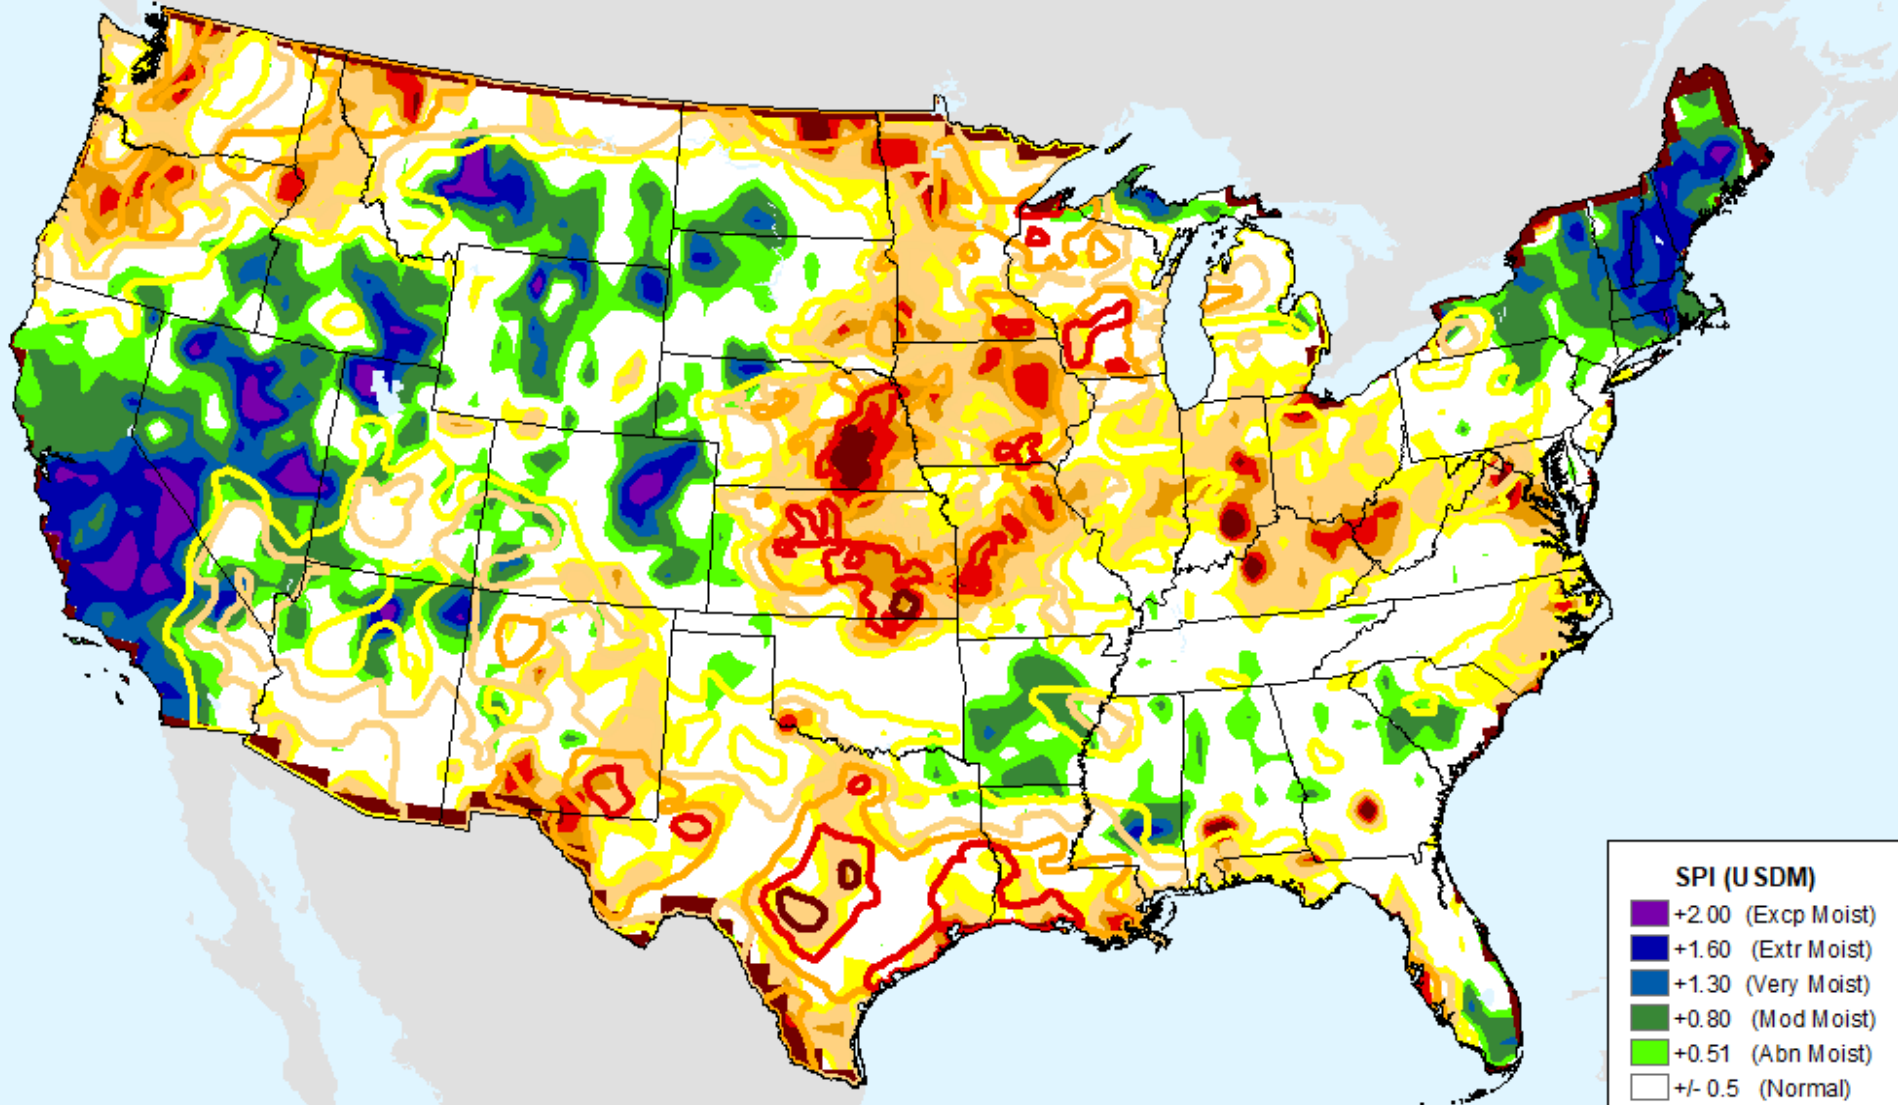 SPI (USDM)
+2.00 (Excp Moist)
+1.60 (Extr Moist)
+1.30 (Very Moist)
+0.80 (Mod Moist)
+0.51 (Abn Moist)
+/- 0.5 (Normal)